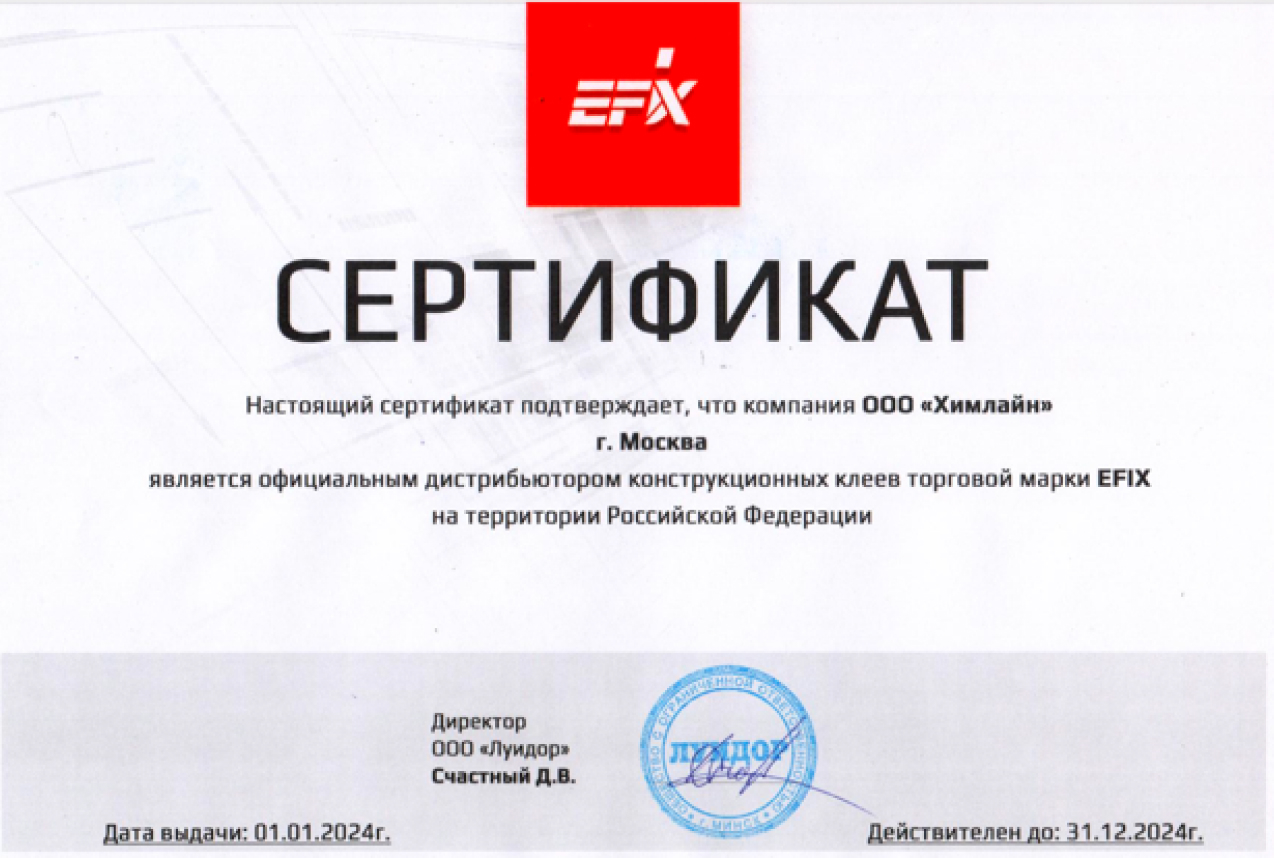 EFIX
СЕРТИФИКАТ
Настоящий сертификат подтверждает, что компания ООО «Химлайн»
г. Москва
является официальным дистрибьютором конструкционных клеев торговой марки EFIX
на территории Российской Федерации
Директор
ООО «Луидор»
Счастный Д.В.
ОБЩЕСТВО С ОГРАНИЧЕННОЙ ОТВЕТСТВЕННОСТЬЮ
ЛУИДОР
* г. МИНСК *
Дата выдачи: 01.01.2024г.
Действителен до: 31.12.2024г.